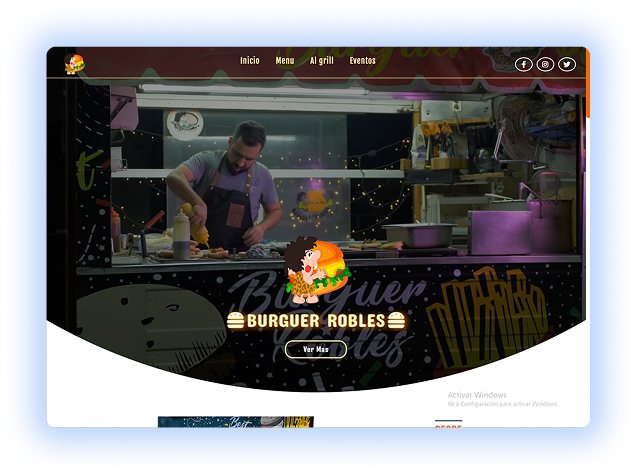 Inicio Menu Al grill Eventos
Burguer
Robles
BURGUER ROBLES
Ver Mas
Activar Windows
Ve a Configuración para activar Windows.
Best